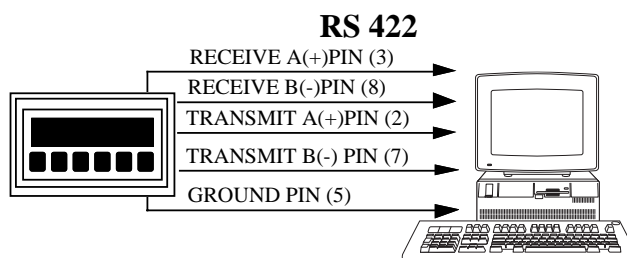 RS 422
RECEIVE A(+)PIN (3)
RECEIVE B(-)PIN (8)
TRANSMIT A(+)PIN (2)
TRANSMIT B(-) PIN (7)
GROUND PIN (5)